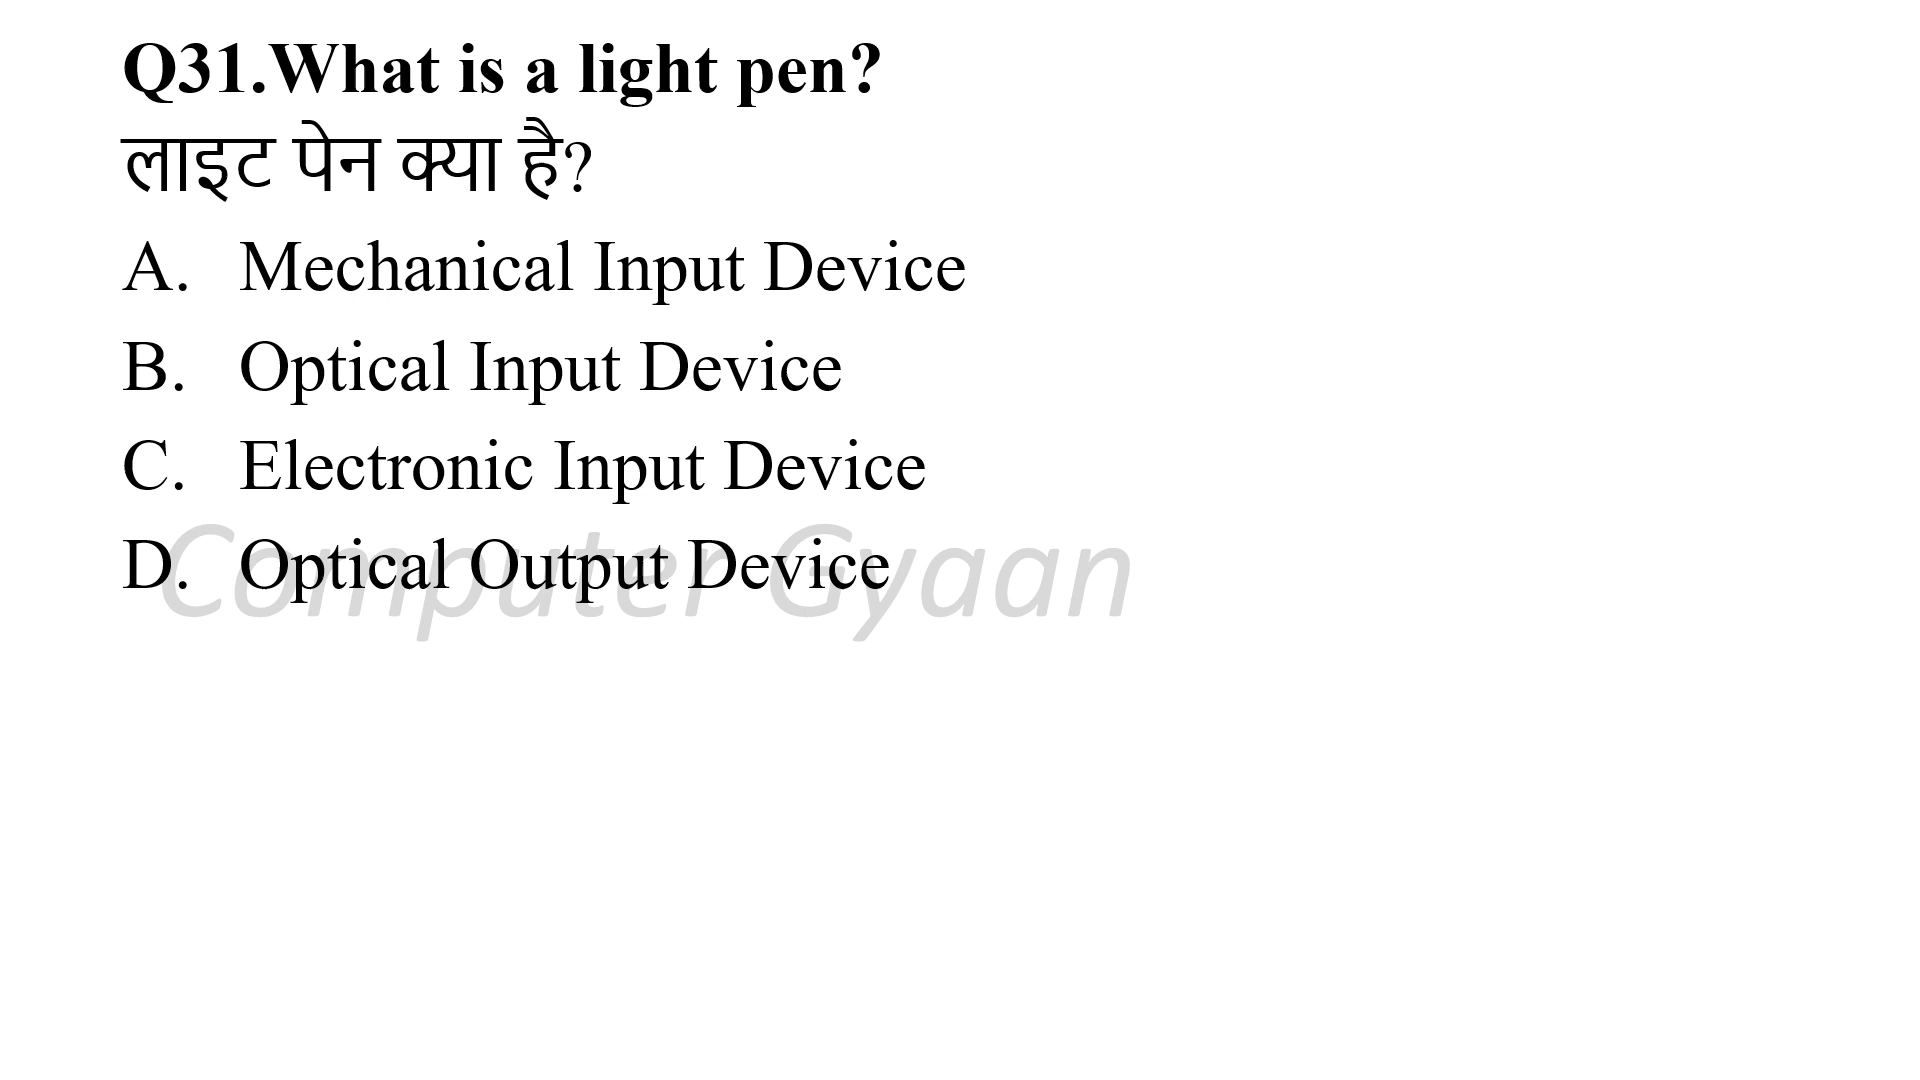 Q31.What is a light pen?
लाइट पेन क्या है?
A. Mechanical Input Device
B. Optical Input Device
C. Electronic Input Device
D. Optical Output Device
Computer Gyaan